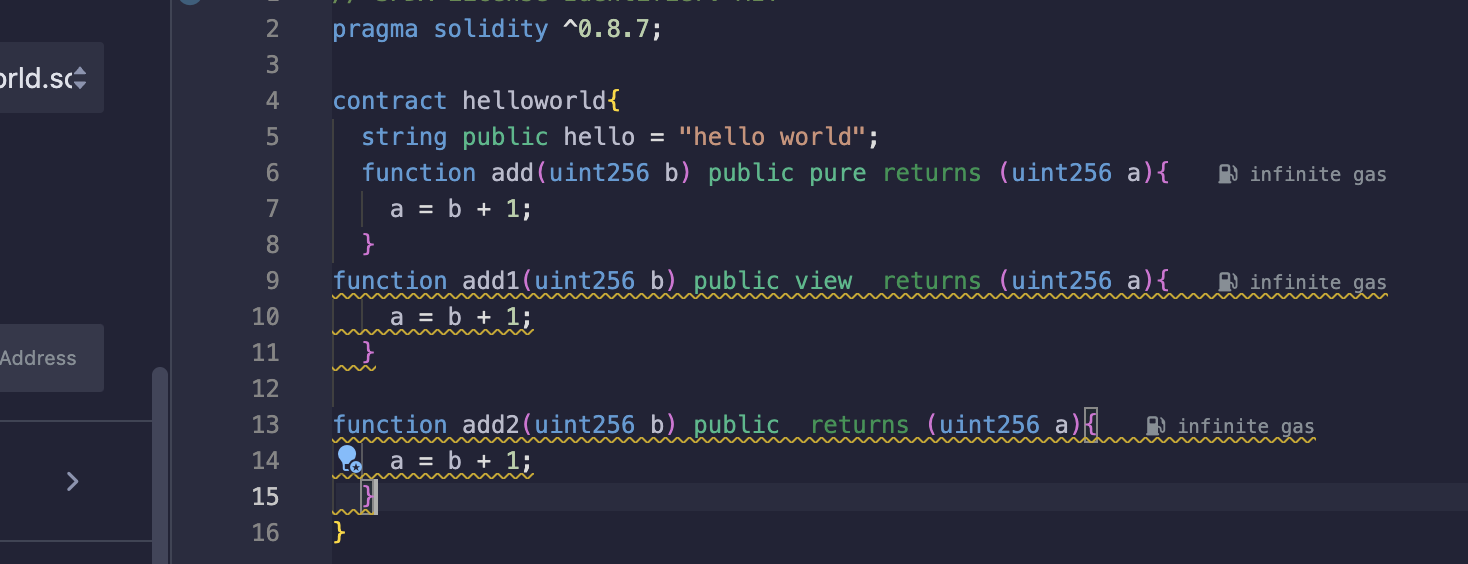 2 pragma solidity ^0.8.7;
3
4 contract helloworld{
orld.so
5 string public hello = "hello world";
6 function add(uint256 b) public pure returns (uint256 a){ infinite gas
7 a = b + 1;
8 }
9 function add1(uint256 b) public view  returns (uint256 a){ infinite gas
10 a = b + 1;
11 }
Address
12
13 function add2(uint256 b) public  returns (uint256 a){ infinite gas
14 a = b + 1;
15 }
16 }